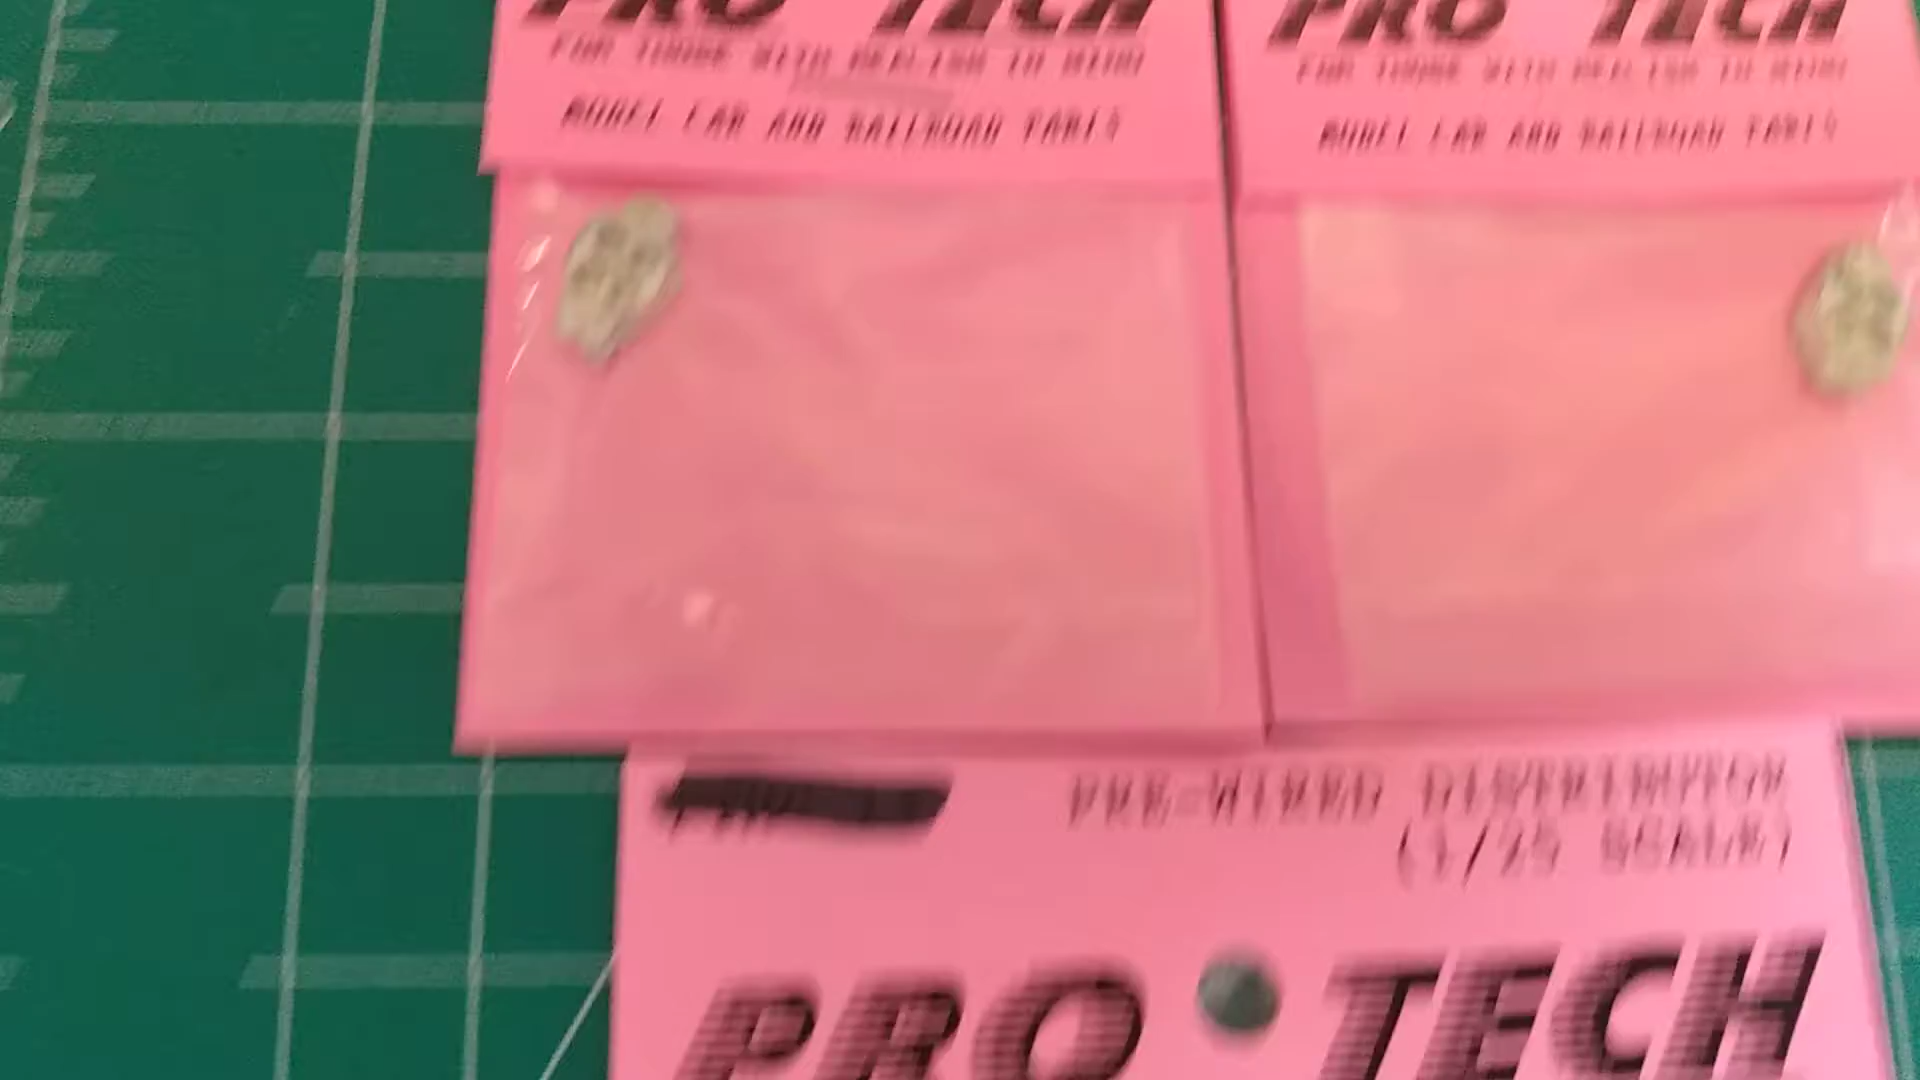 PRO TECH PRO TECH
MODEL CAR AND RAILROAD PARTS MODEL CAR AND RAILROAD PARTS
PRE-WIRED DISTRIBUTOR
(1/25 SCALE)
PRO TECH